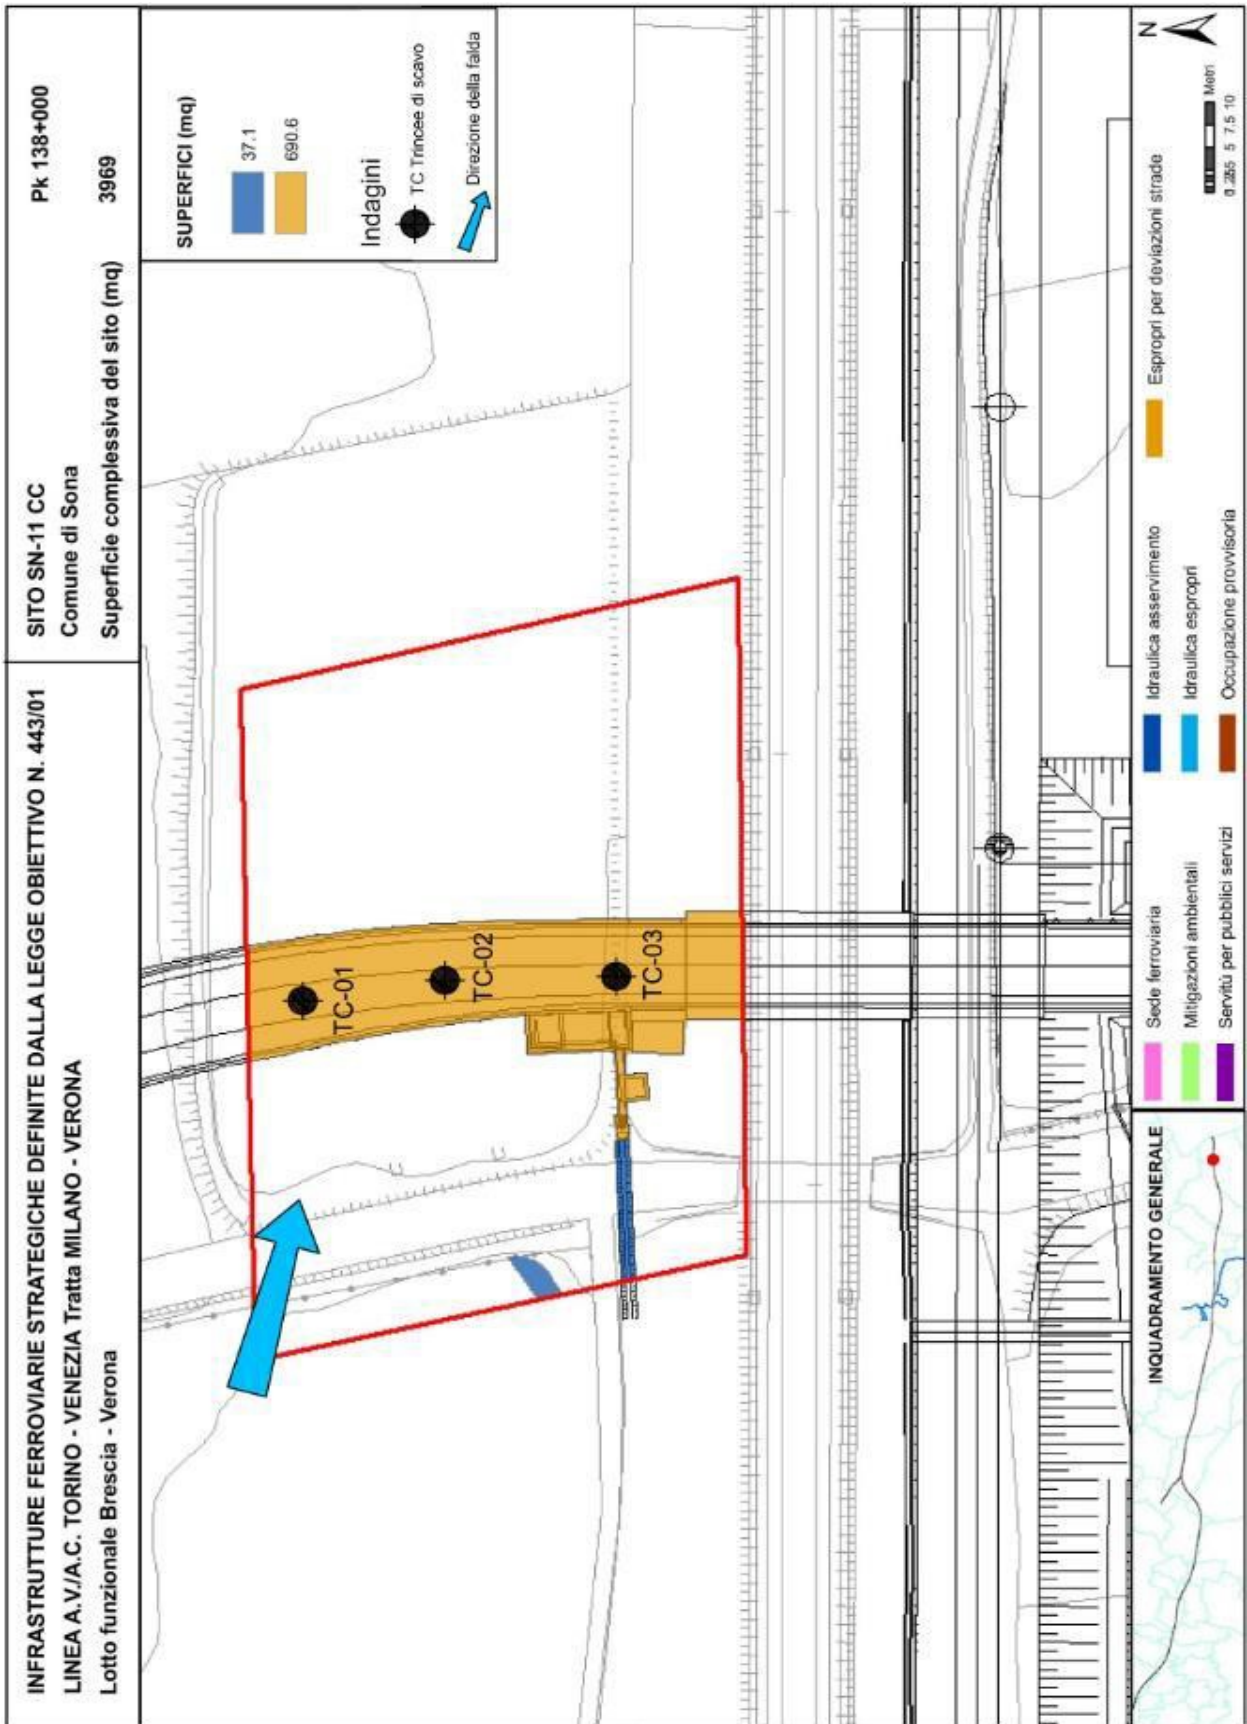 INFRASTRUTTURE FERROVIARIE STRATEGICHE DEFINITE DALLA LEGGE OBIETTIVO N. 443/01
LINEA A.V./A.C. TORINO - VENEZIA Tratta MILANO - VERONA
Lotto funzionale Brescia - Verona
SITO SN-11 CC
Pk 138+000
Comune di Sona
Superficie complessiva del sito (mq)
3969
SUPERFICI (mq)
37.1
690.6
Indagini
TC Trincee di scavo
Direzione della falda
TC-01
TC-02
TC-03
INQUADRAMENTO GENERALE
Sede ferroviaria
Mitigazioni ambientali
Servitù per pubblici servizi
Idraulica asservimento
Idraulica espropri
Occupazione provvisoria
Espropri per deviazioni strade
N
Metri
5 7,5 10